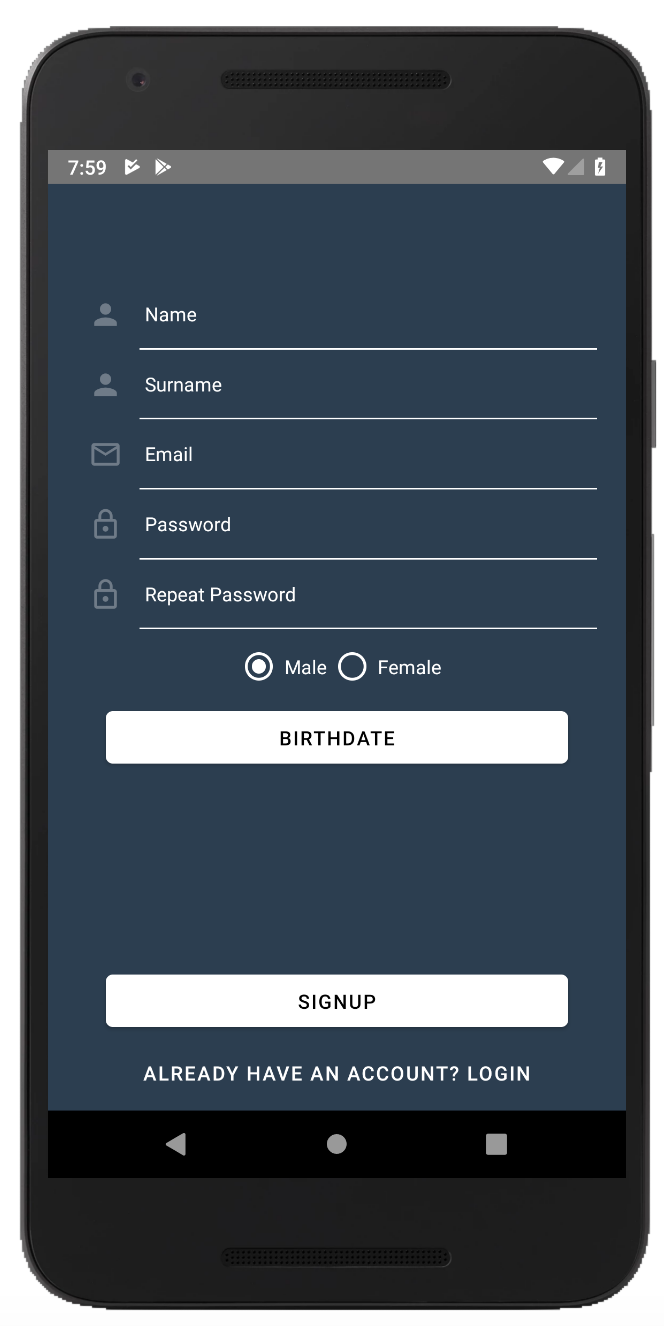 7:59
Name
Surname
Email
Password
Repeat Password
Male Female
BIRTHDATE
SIGNUP
ALREADY HAVE AN ACCOUNT? LOGIN